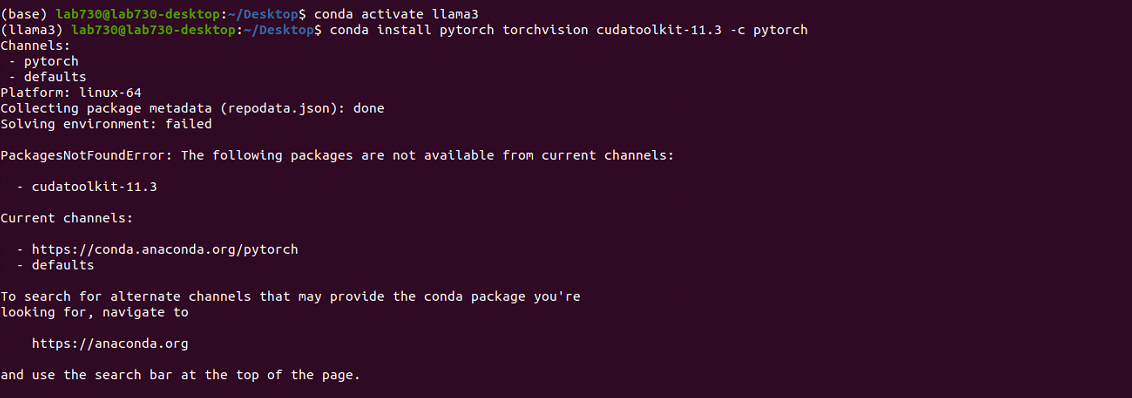 (base) lab730@lab730-desktop:~/Desktop$ conda activate llama3
(llama3) lab730@lab730-desktop:~/Desktop$ conda install pytorch torchvision cudatoolkit-11.3 -c pytorch
Channels:
 - pytorch
 - defaults
Platform: linux-64
Collecting package metadata (repodata.json): done
Solving environment: failed

PackagesNotFoundError: The following packages are not available from current channels:

  - cudatoolkit-11.3

Current channels:

  - https://conda.anaconda.org/pytorch
  - defaults

To search for alternate channels that may provide the conda package you're
looking for, navigate to

    https://anaconda.org

and use the search bar at the top of the page.